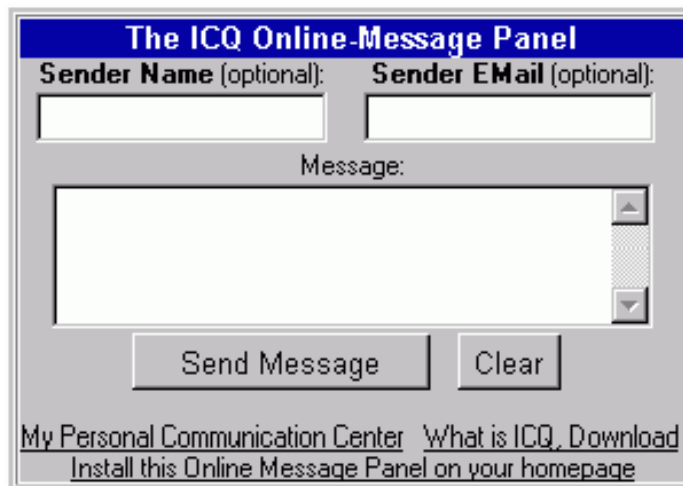 The ICQ Online-Message Panel
Sender Name (optional): Sender EMail (optional):
Message:
Send Message Clear
My Personal Communication Center What is ICQ, Download
Install this Online Message Panel on your homepage